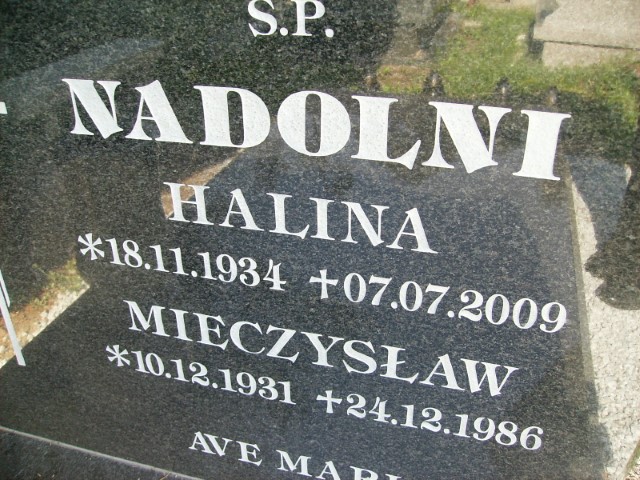 S.P.
NADOLNI
HALINA
*18.11.1934 +07.07.2009
MIECZYSŁAW
*10.12.1931 +24.12.1986
AVE